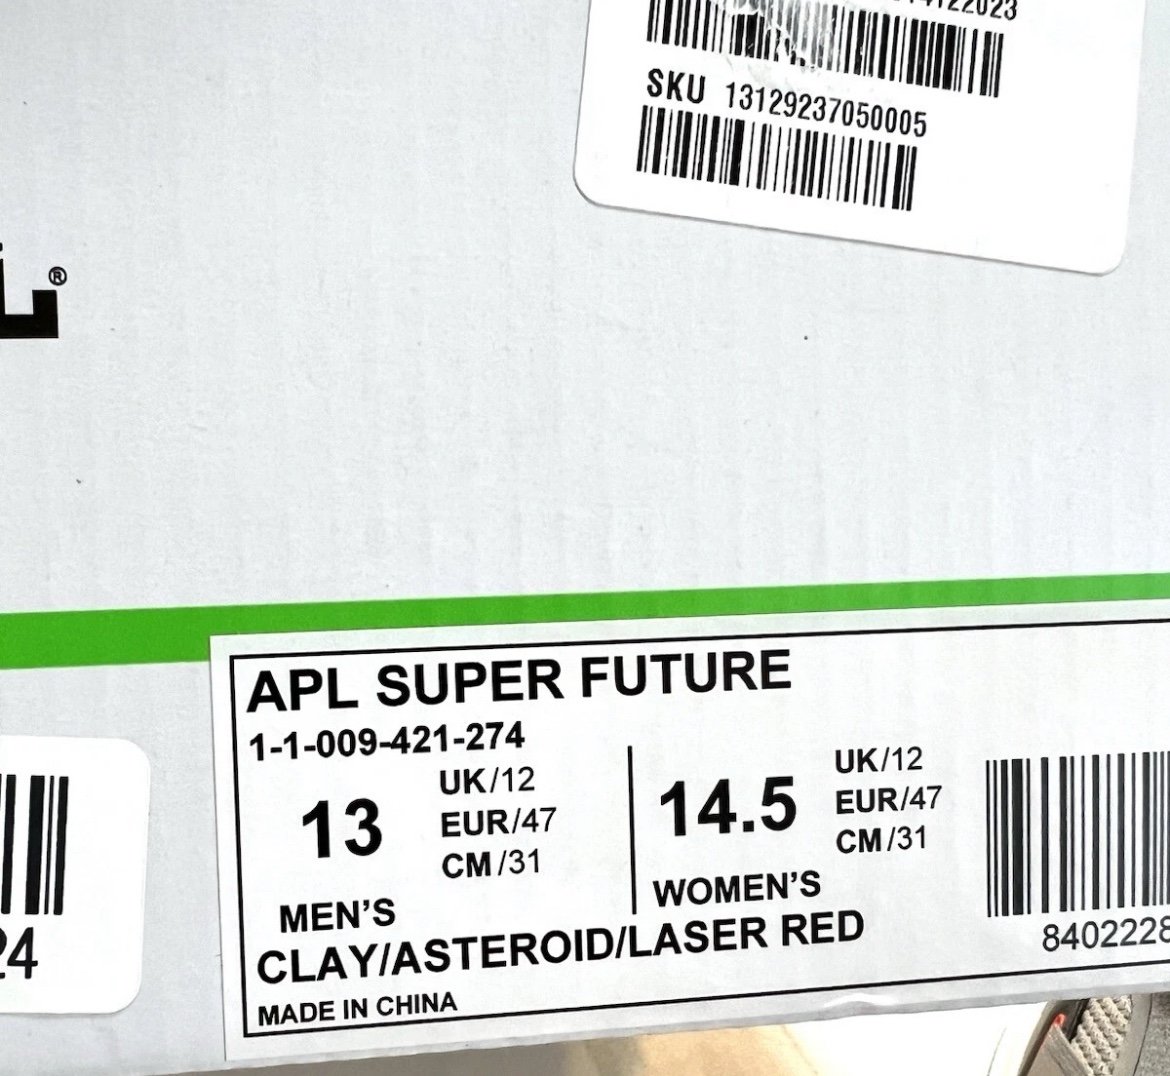 SKU 13129237050005
L®
APL SUPER FUTURE
1-1-009-421-274
13
UK/12
EUR/47
CM/31
MEN'S
14.5
UK/12
EUR/47
CM/31
WOMEN'S
CLAY/ASTEROID/LASER RED
MADE IN CHINA
8402228
24